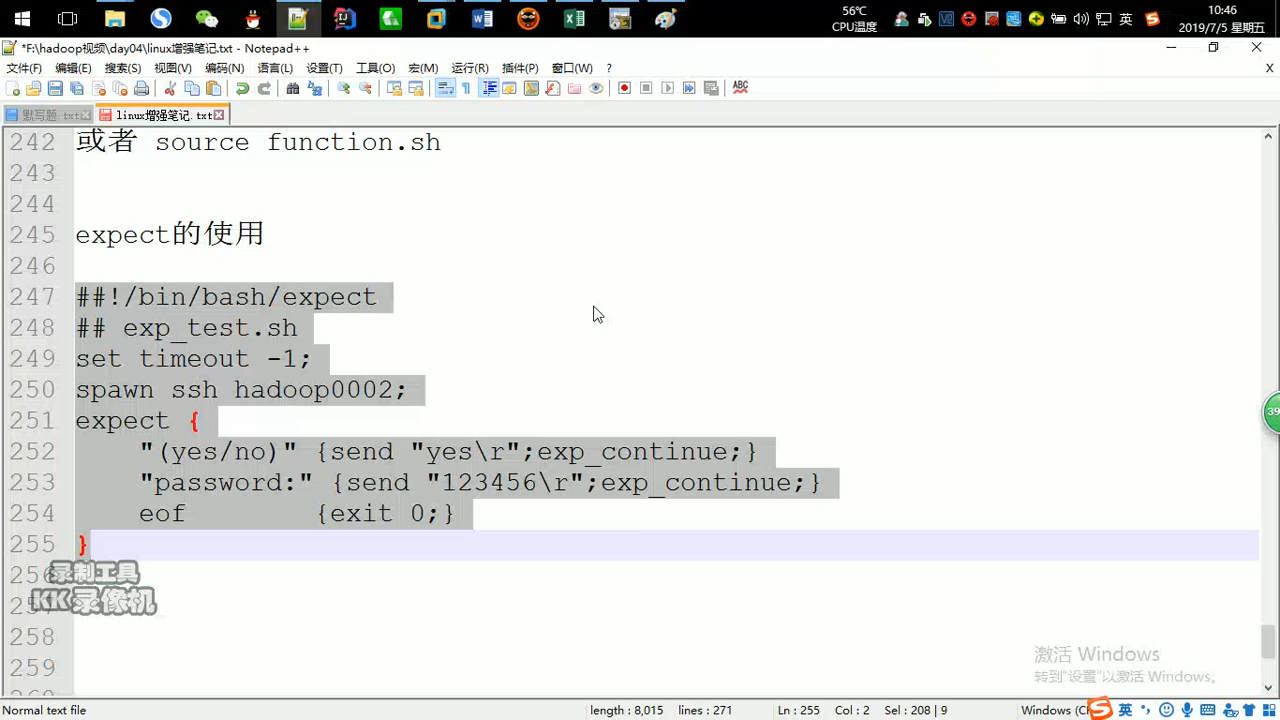 56℃
CPU温度
英
10:46
2019/7/5 星期五
*F:\hadoop视频\day04\linux增强笔记.txt - Notepad++
文件(F) 编辑(E) 搜索(S) 视图(V) 编码(N) 语言(L) 设置(T) 工具(O) 宏(M) 运行(R) 插件(P) 窗口(W) ? X
ABC
默写题.txt linux增强笔记.txt
242 或者 source function.sh
243
244
245 expect的使用
246
247 ##!/bin/bash/expect
248 ## exp_test.sh
249 set timeout -1;
250 spawn ssh hadoop0002;
251 expect {
252 "(yes/no)" {send "yes\r";exp_continue;}
253 "password:" {send "123456\r";exp_continue;}
254 eof {exit 0;}
255 }
256
录制工具
KK录像机
258
259
39
激活 Windows
转到“设置”以激活 Windows。
Normal text file length : 8,015 lines : 271 Ln : 255 Col : 2 Sel : 208 | 9 Windows (C
英